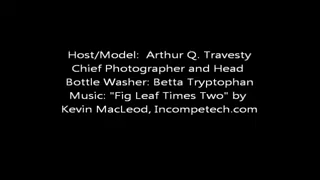 Host/Model:  Arthur Q. Travesty
Chief Photographer and Head
Bottle Washer: Betta Tryptophan
Music: "Fig Leaf Times Two" by
Kevin MacLeod, Incompetech.com